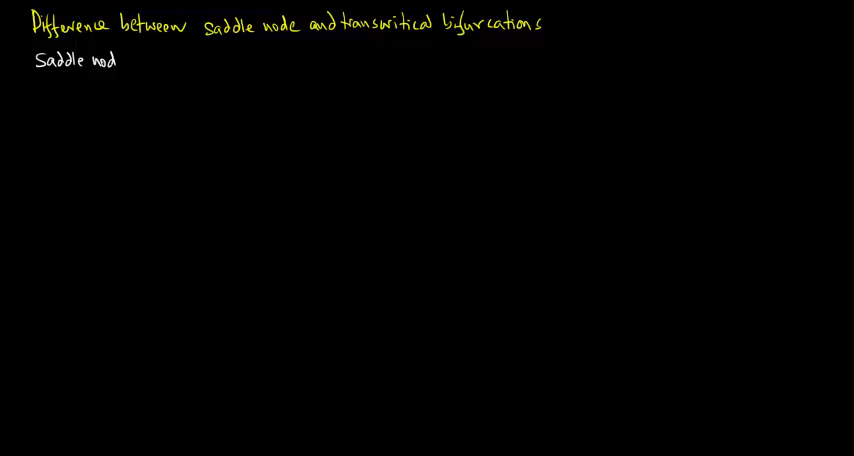 Difference between saddle node and transcritical bifurcations
Saddle nod